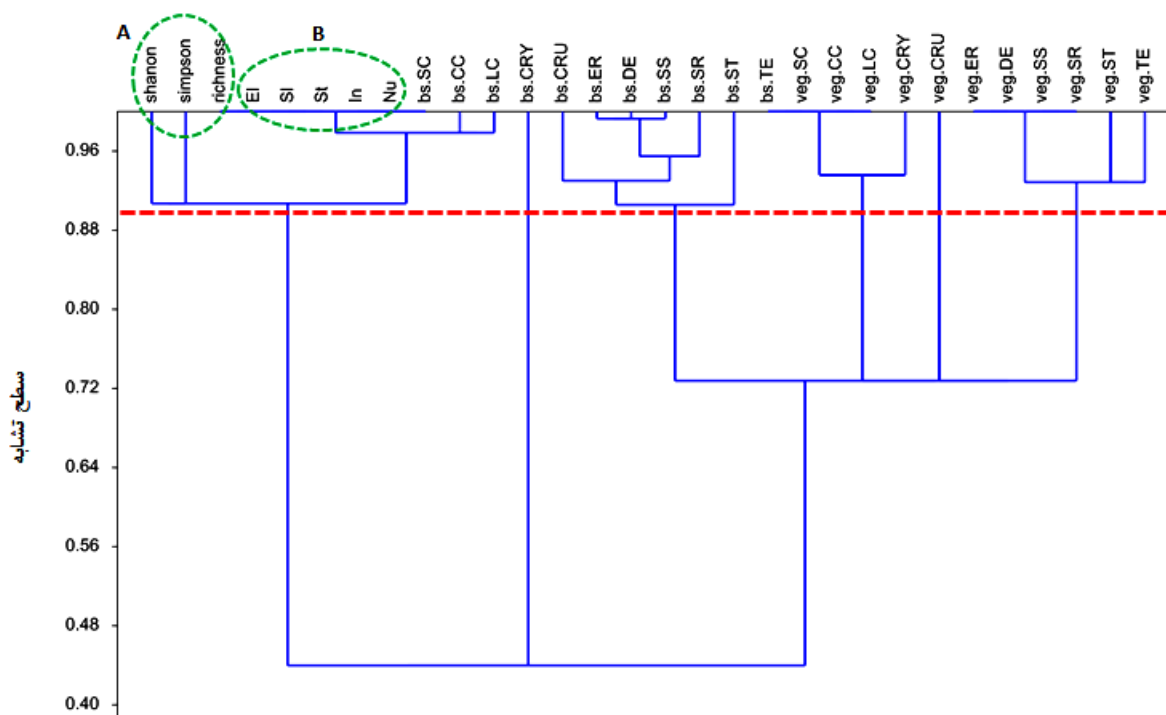 A
B
shanon
simpson
richness
El
Sl
St
In
Nu
bs.SC
bs.CC
bs.LC
bs.CRY
bs.CRU
bs.ER
bs.DE
bs.SS
bs.SR
bs.ST
bs.TE
veg.SC
veg.CC
veg.LC
veg.CRY
veg.CRU
veg.ER
veg.DE
veg.SS
veg.SR
veg.ST
veg.TE
0.96
0.88
0.80
0.72
0.64
0.56
0.48
0.40
سطح تشابه